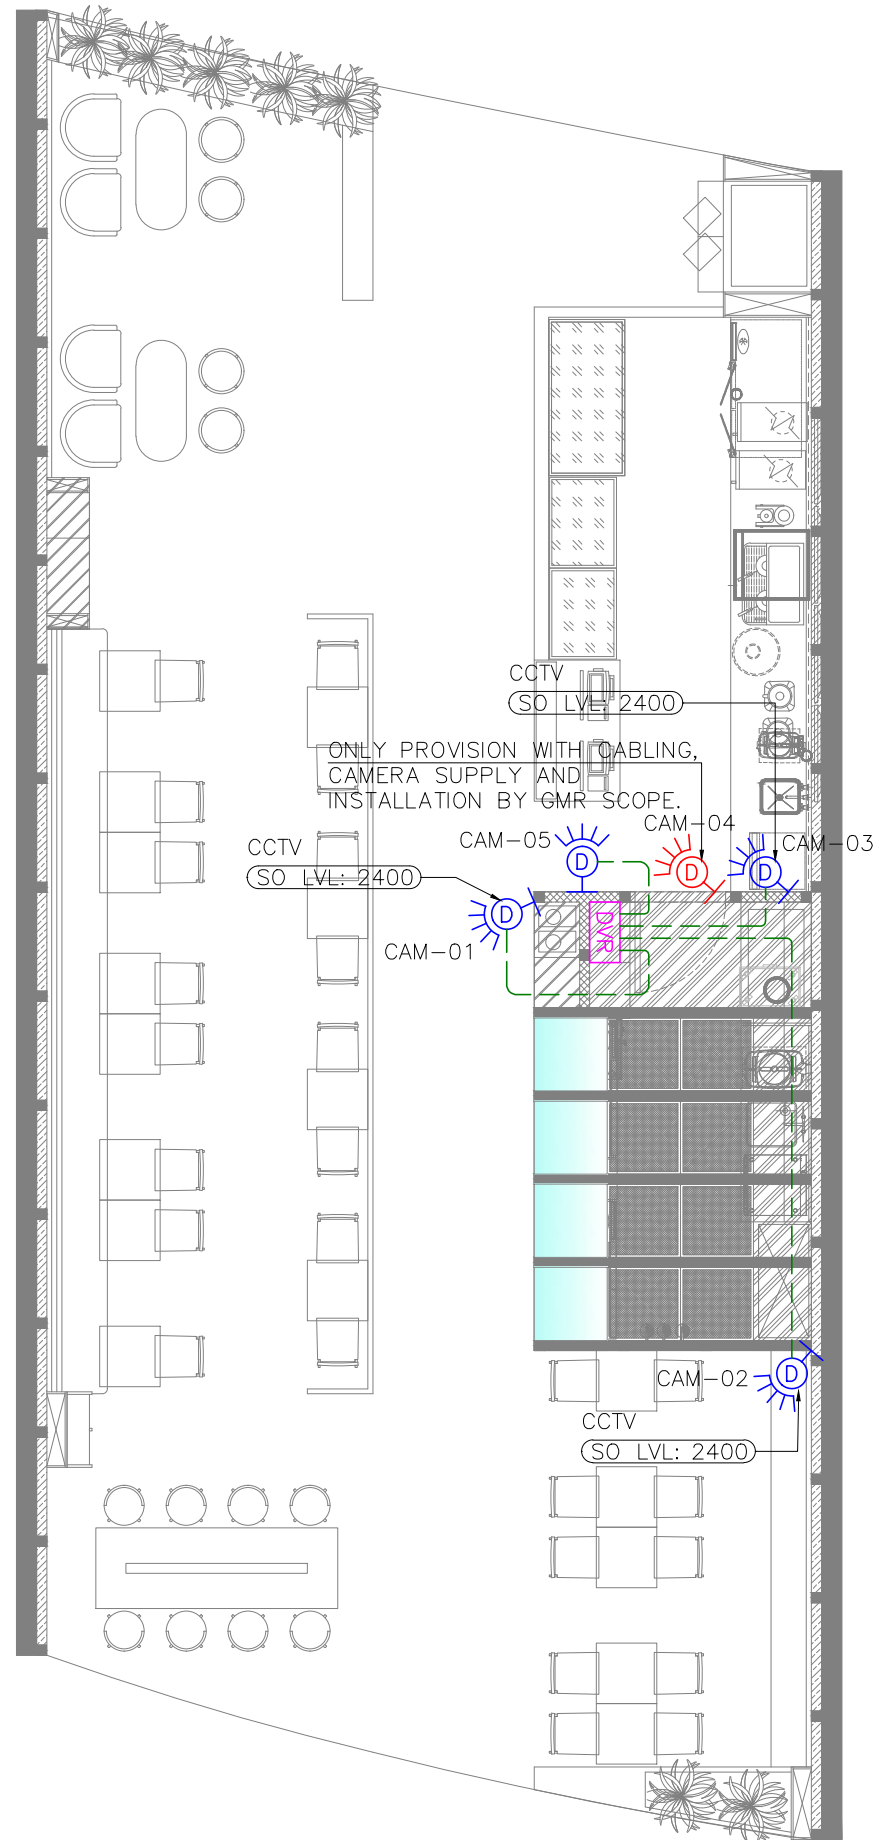 CCTV
SO LVL: 2400
ONLY PROVISION WITH CABLING,
CAMERA SUPPLY AND
INSTALLATION BY GMR SCOPE.
CAM-04
CAM-05
CAM-03
CCTV
SO LVL: 2400
D
D
D
D
DVR
CAM-01
D
CAM-02
CCTV
SO LVL: 2400